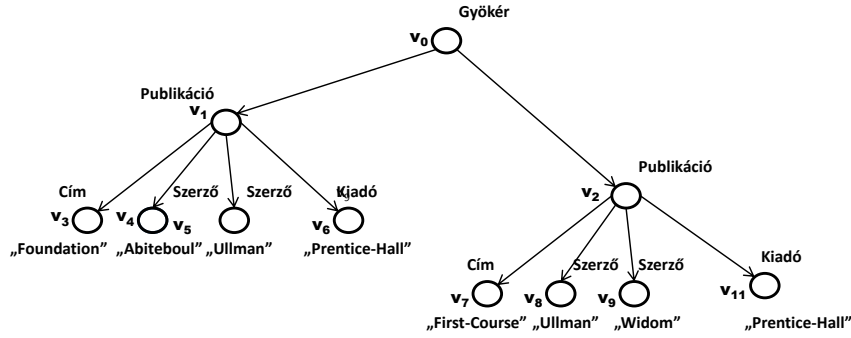 Gyökér
v0
Publikáció
v1
Publikáció
v2
Cím
Szerző
Szerző
Kiadó
v3
v4
v5
v6
„Foundation”
„Abiteboul”
„Ullman”
„Prentice-Hall”
Cím
Szerző
Szerző
Kiadó
v7
v8
v9
v11
„First-Course”
„Ullman”
„Widom”
„Prentice-Hall”